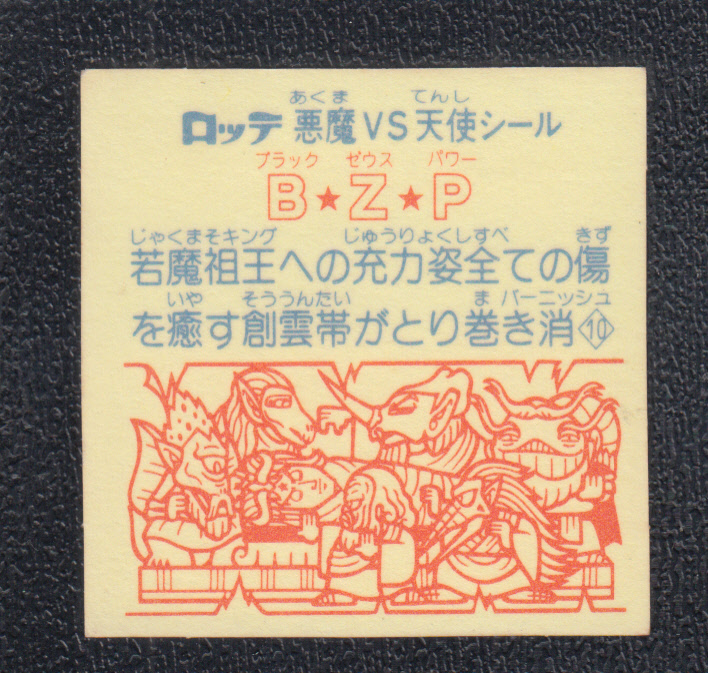 あくま てんし
ロッテ 悪魔VS天使シール
ブラック ゼウス パワー
B★Z★P
じゃくまそキング じゅうりょくしすべ きず
若魔祖王への充力姿全ての傷
いや そううんたい ま バーニッシュ
を癒す創雲帯がとり巻き消10